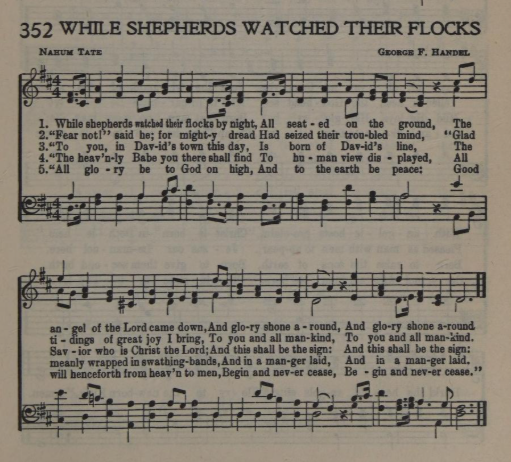 352 WHILE SHEPHERDS WATCHED THEIR FLOCKS
NAHUM TATE GEORGE F. HANDEL
1. While shepherds watched their flocks by night, All seat - ed on the ground, The
2. "Fear not!" said he; for might-y dread Had seized their trou-bled mind, "Glad
3. "To you, in Dav-id's town this day, Is born of Dav-id's line, The
4. "The heav'n-ly Babe you there shall find To hu - man view dis - played, All
5. "All glo - ry be to God on high, And to the earth be peace; Good
an - gel of the Lord came down, And glo-ry shone a - round, And glo-ry shone a-round
ti - dings of great joy I bring, To you and all man-kind, To you and all man-kind.
Sav - ior who is Christ the Lord; And this shall be the sign: And this shall be the sign:
meanly wrapped in swathing-bands, And in a man-ger laid, And in a man-ger laid.
will henceforth from heav'n to men, Begin and nev-er cease, Be - gin and nev-er cease."